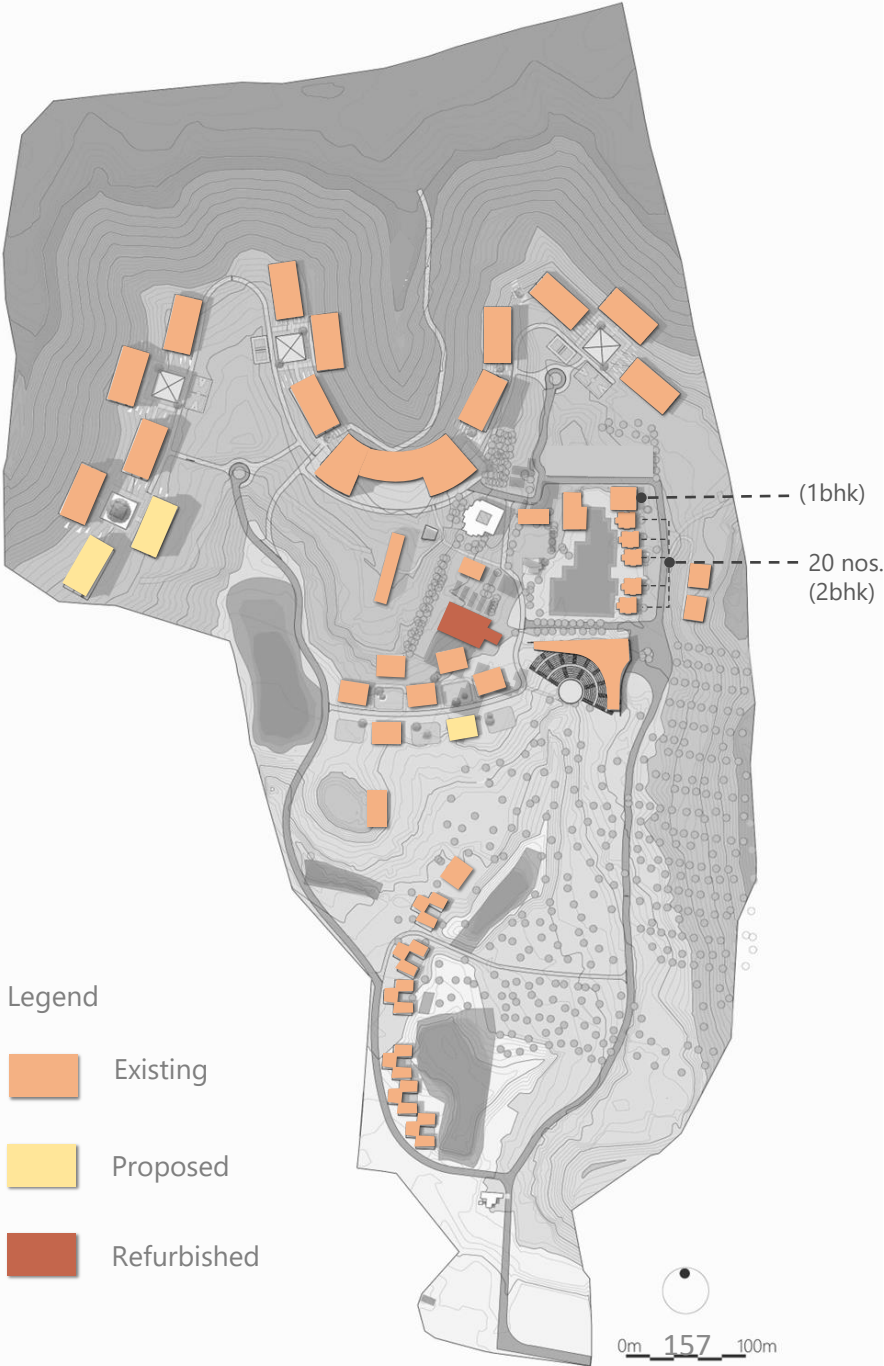 (1bhk)
20 nos.
(2bhk)
Legend
Existing
Proposed
Refurbished
0m 157 100m